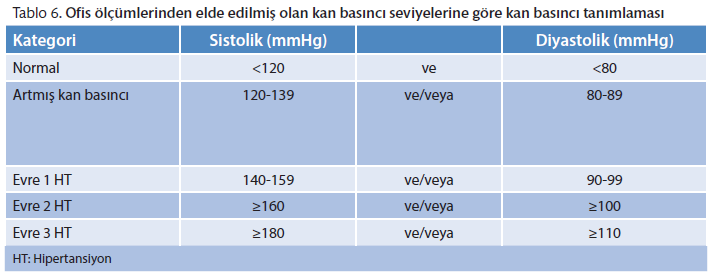 Tablo 6. Ofis ölçümlerinden elde edilmiş olan kan basıncı seviyelerine göre kan basıncı tanımlaması
Kategori Sistolik (mmHg) Diyastolik (mmHg)
Normal <120 ve <80
Artmış kan basıncı 120-139 ve/veya 80-89
Evre 1 HT 140-159 ve/veya 90-99
Evre 2 HT ≥160 ve/veya ≥100
Evre 3 HT ≥180 ve/veya ≥110
HT: Hipertansiyon